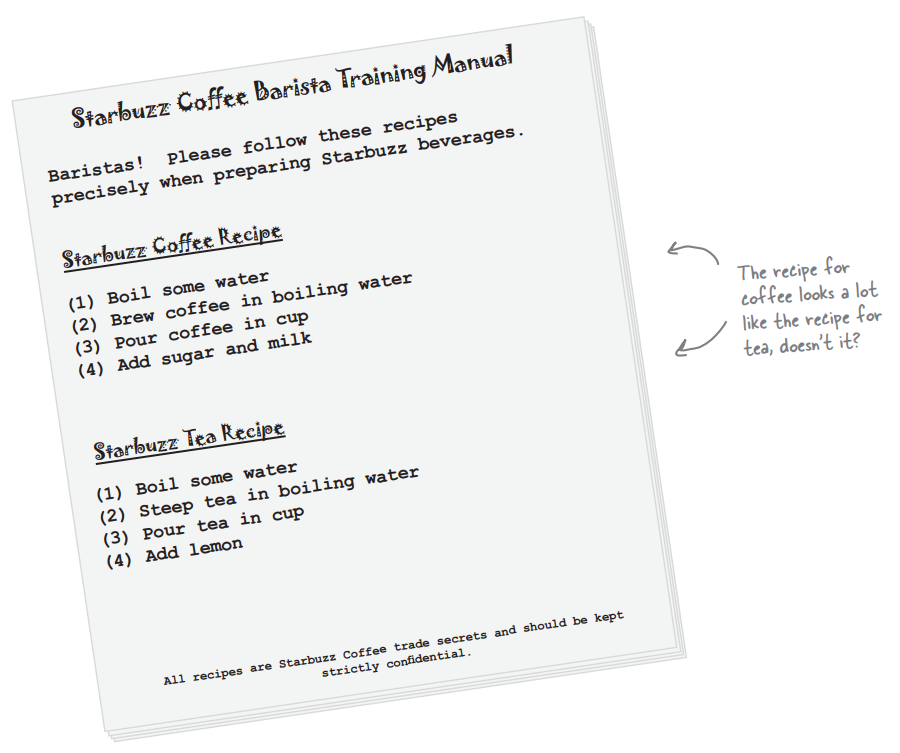 Starbuzz Coffee Barista Training Manual
Baristas!  Please follow these recipes
precisely when preparing Starbuzz beverages.
Starbuzz Coffee Recipe
(1) Boil some water
(2) Brew coffee in boiling water
(3) Pour coffee in cup
(4) Add sugar and milk
The recipe for
coffee looks a lot
like the recipe for
tea, doesn't it?
Starbuzz Tea Recipe
(1) Boil some water
(2) Steep tea in boiling water
(3) Pour tea in cup
(4) Add lemon
All recipes are Starbuzz Coffee trade secrets and should be kept
strictly confidential.